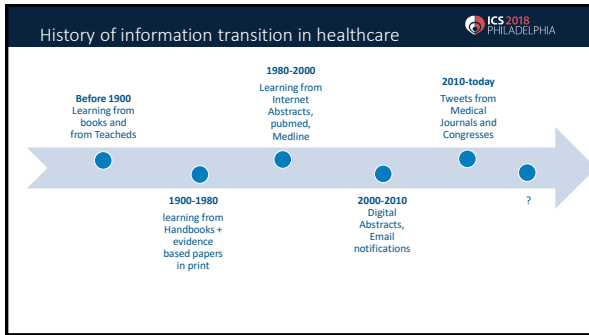 History of information transition in healthcare
ICS 2018
PHILADELPHIA
Before 1900
Learning from
books and
from Teacheds
1900-1980
learning from
Handbooks +
evidence
based papers
in print
1980-2000
Learning from
Internet
Abstracts,
pubmed,
Medline
2000-2010
Digital
Abstracts,
Email
notifications
2010-today
Tweets from
Medical
Journals and
Congresses
?